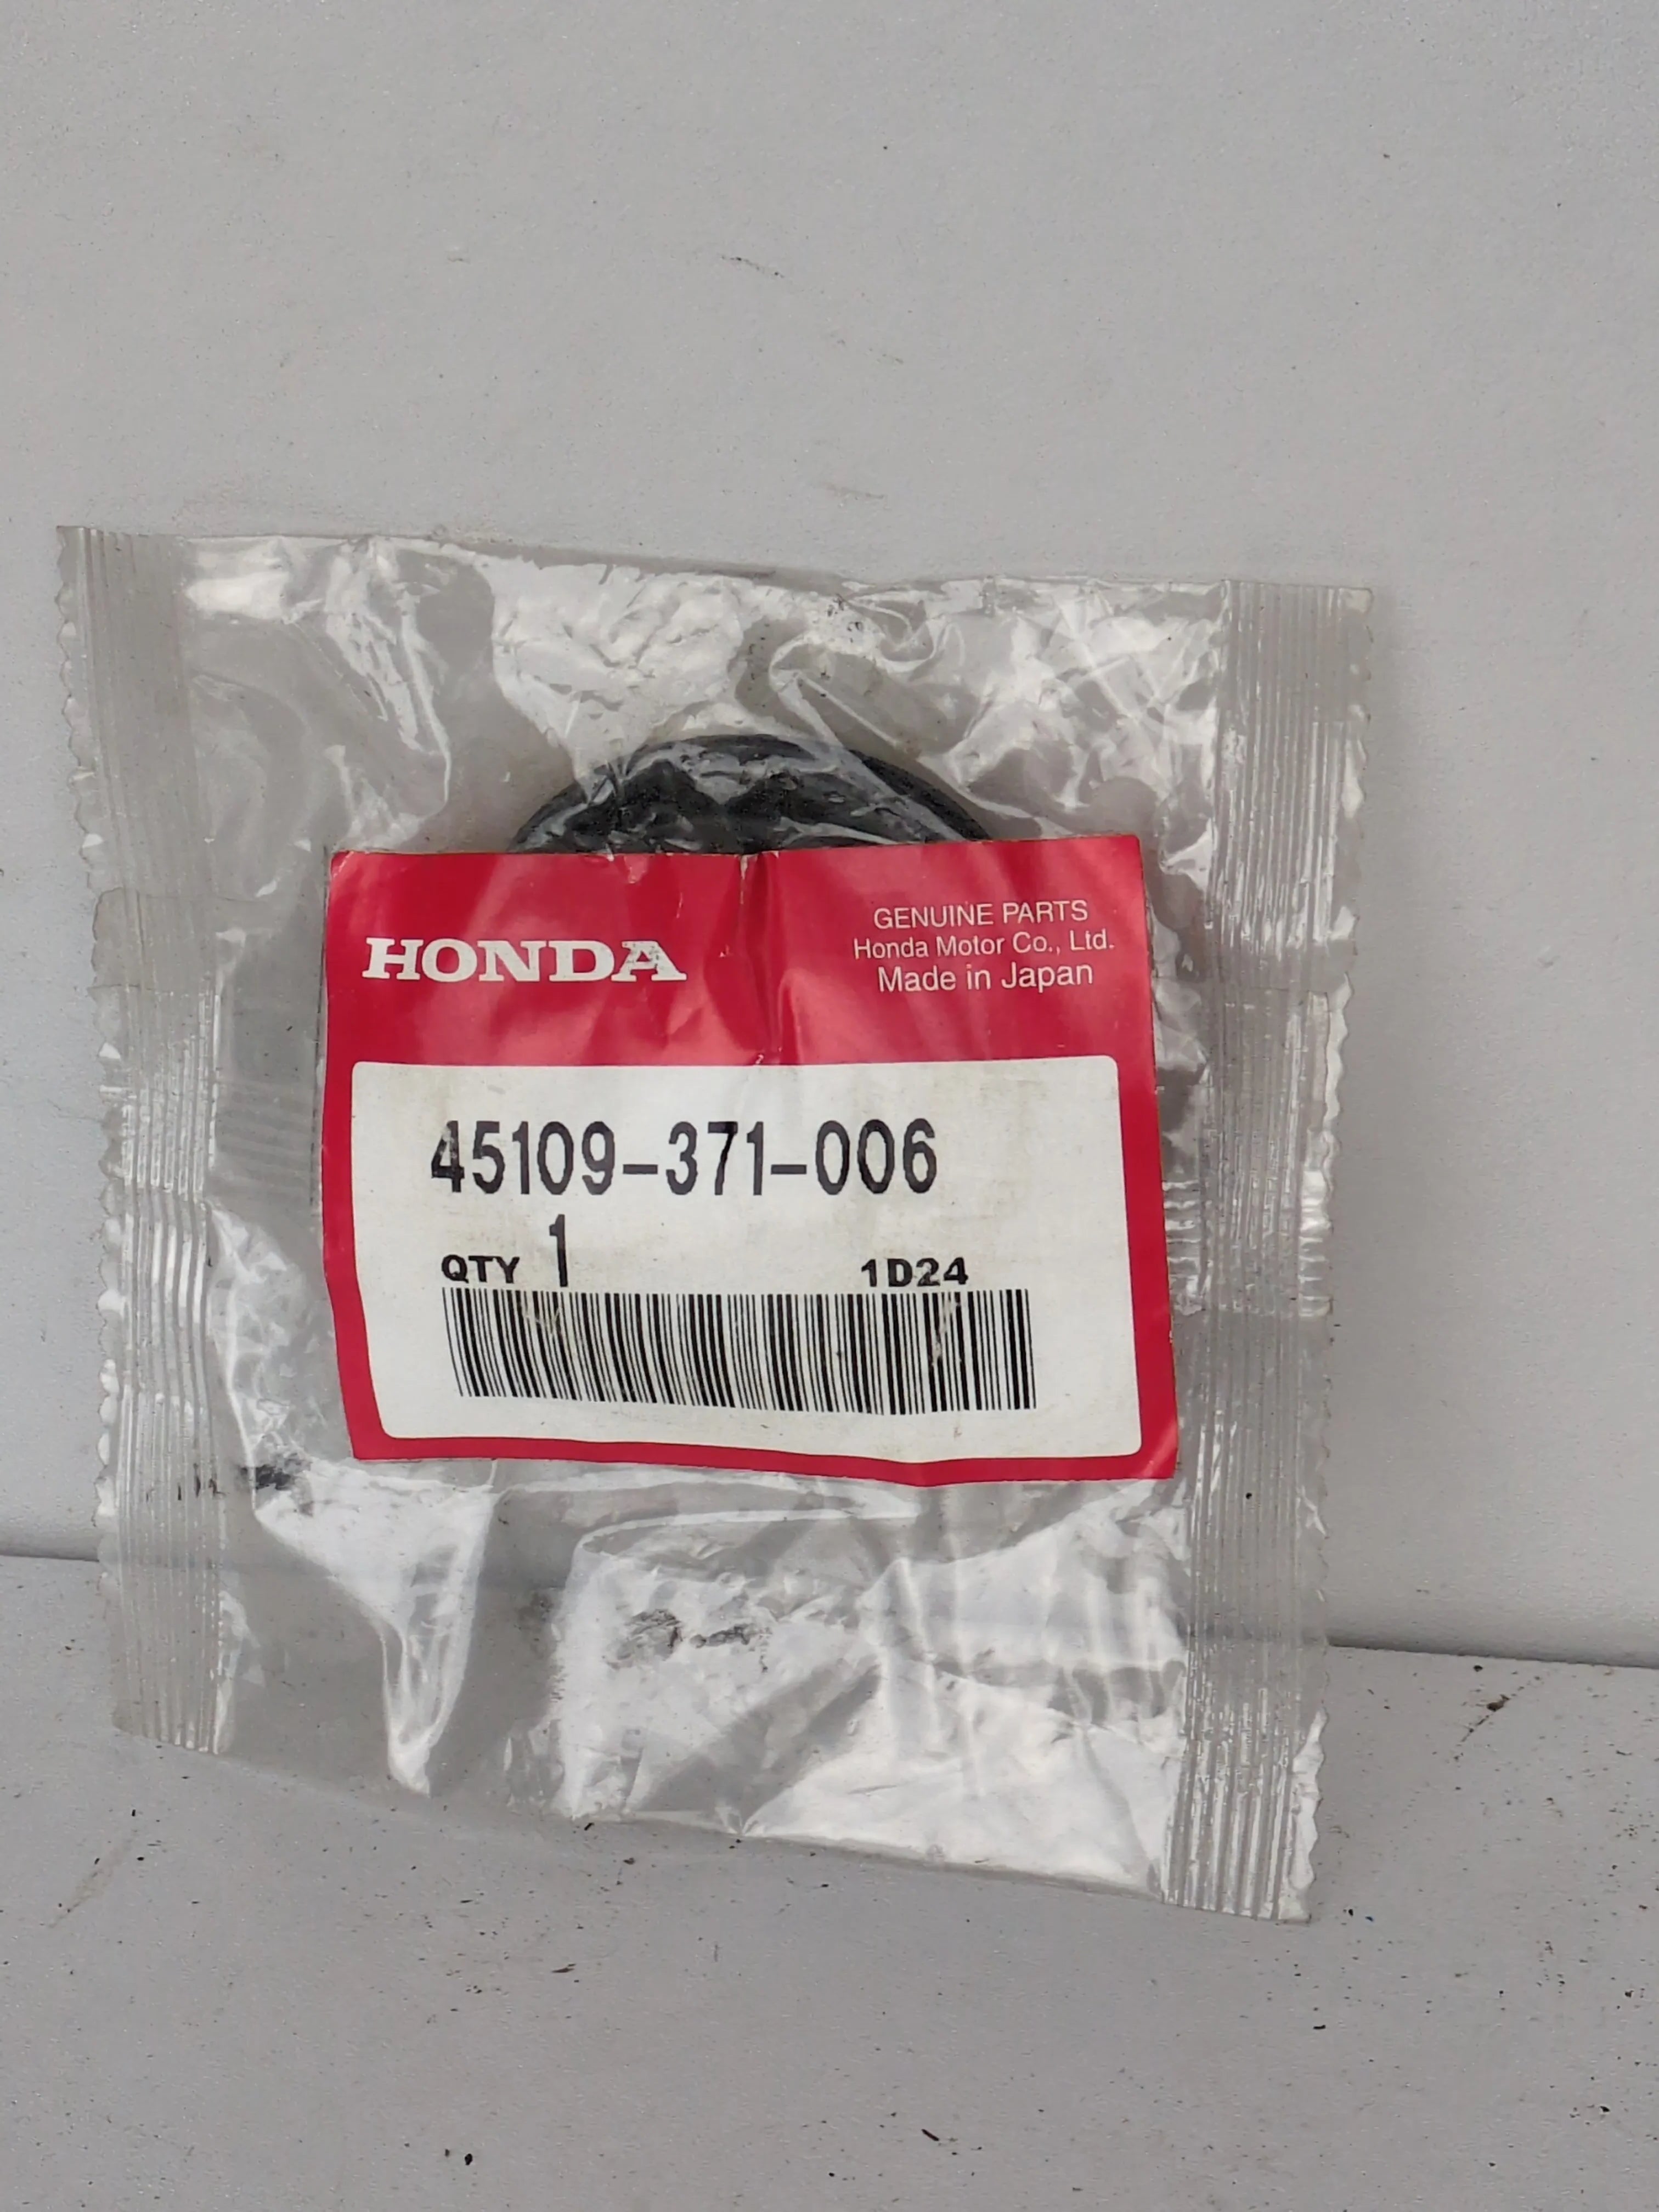 HONDA
GENUINE PARTS
Honda Motor Co., Ltd.
Made in Japan
45109-371-006
QTY 1 1D24